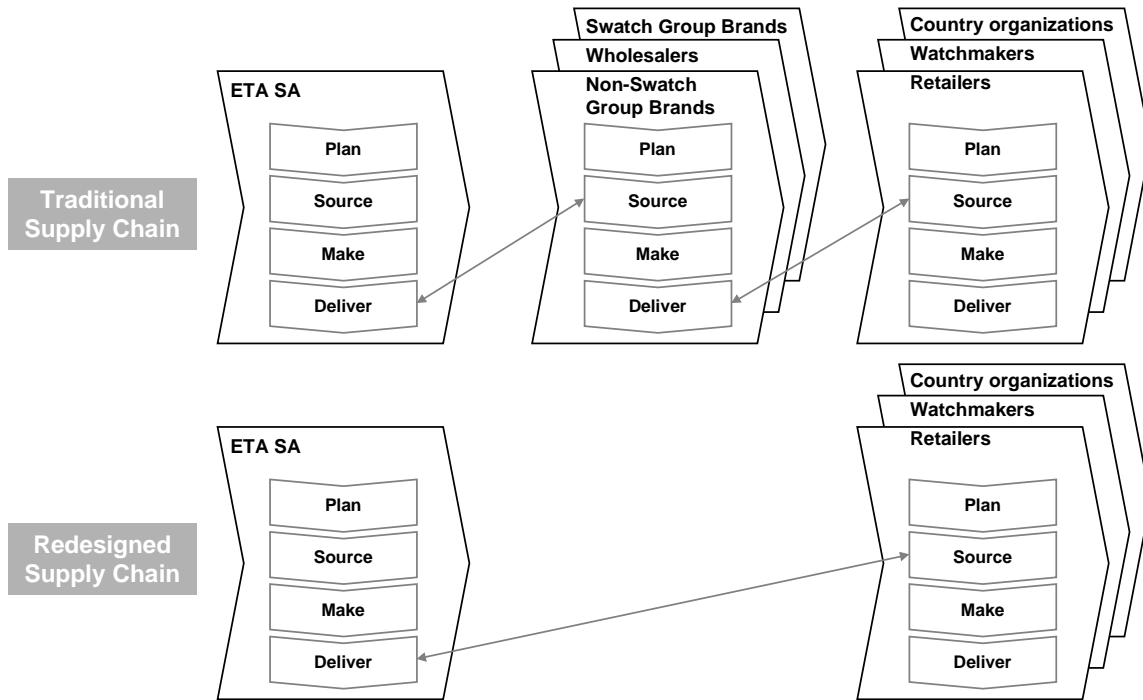 Traditional
Supply Chain
ETA SA
Plan
Source
Make
Deliver
Swatch Group Brands
Wholesalers
Non-Swatch
Group Brands
Plan
Source
Make
Deliver
Country organizations
Watchmakers
Retailers
Plan
Source
Make
Deliver
Redesigned
Supply Chain
ETA SA
Plan
Source
Make
Deliver
Country organizations
Watchmakers
Retailers
Plan
Source
Make
Deliver